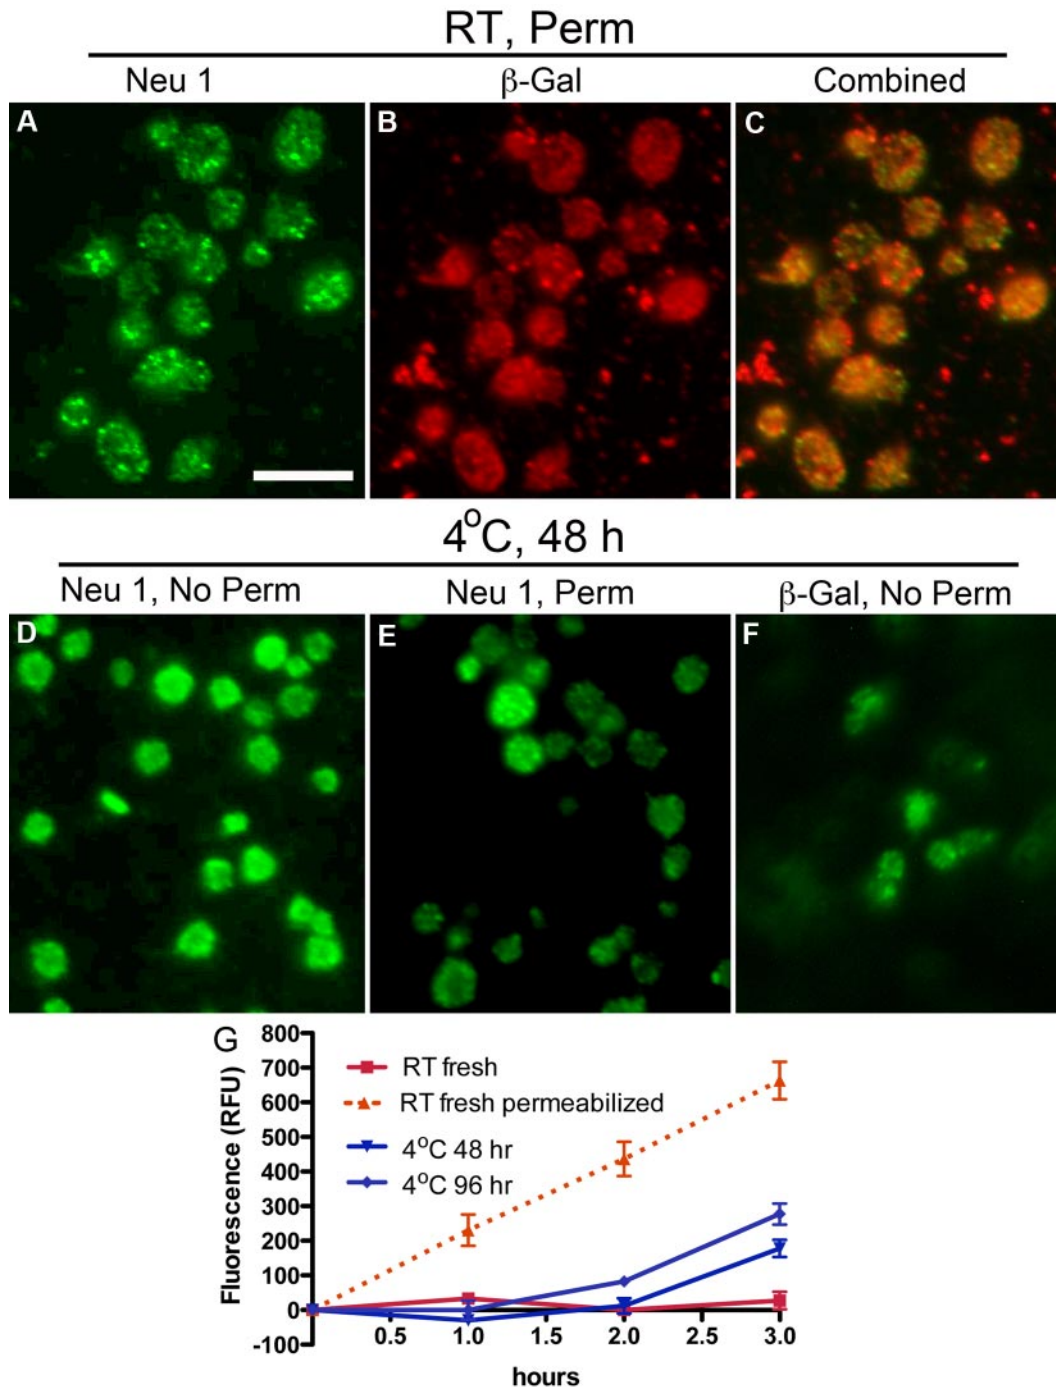 RT, Perm
Neu 1 β-Gal Combined
A B C
4°C, 48 h
Neu 1, No Perm Neu 1, Perm β-Gal, No Perm
D E F
G
Fluorescence (RFU)
800
700
600
500
400
300
200
100
0
-100
RT fresh
RT fresh permeabilized
4°C 48 hr
4°C 96 hr
0.5 1.0 1.5 2.0 2.5 3.0
hours